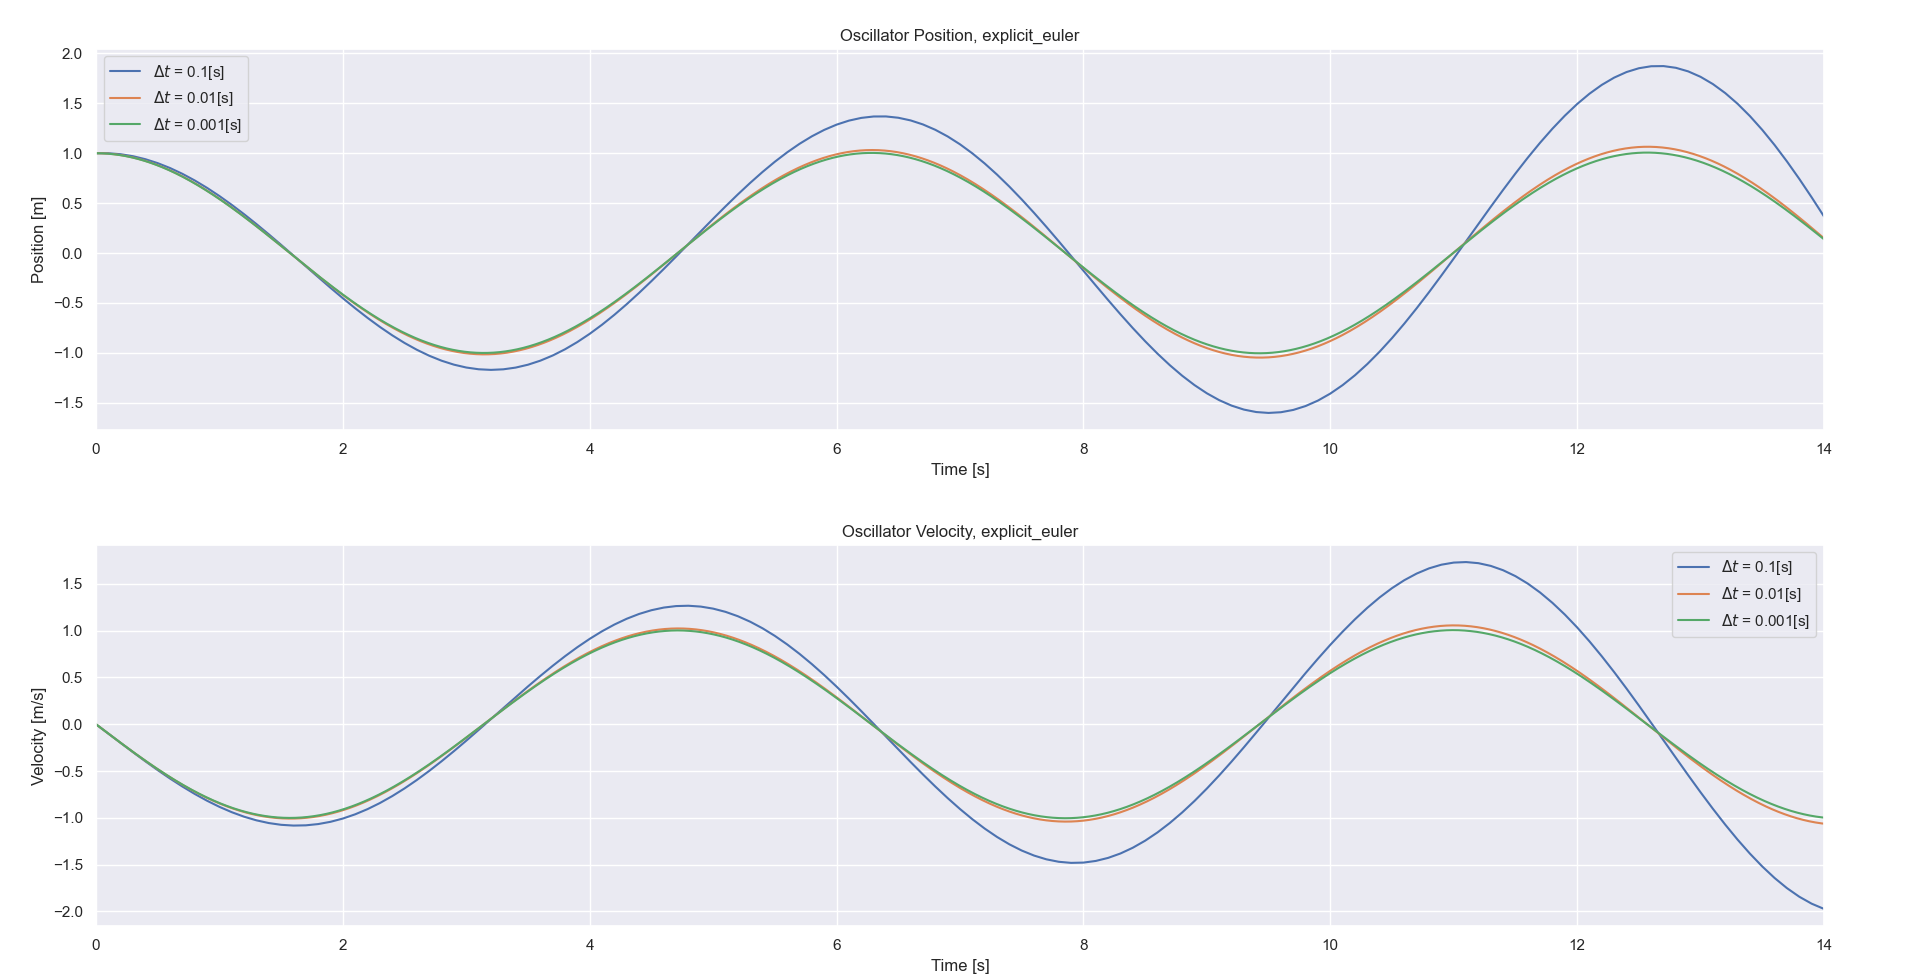 Oscillator Position, explicit_euler
Δt = 0.1[s]
Δt = 0.01[s]
Δt = 0.001[s]
Position [m]
2.0
1.5
1.0
0.5
0.0
−0.5
−1.0
−1.5
0 2 4 6 8 10 12 14
Time [s]
Oscillator Velocity, explicit_euler
Δt = 0.1[s]
Δt = 0.01[s]
Δt = 0.001[s]
Velocity [m/s]
1.5
1.0
0.5
0.0
−0.5
−1.0
−1.5
−2.0
0 2 4 6 8 10 12 14
Time [s]